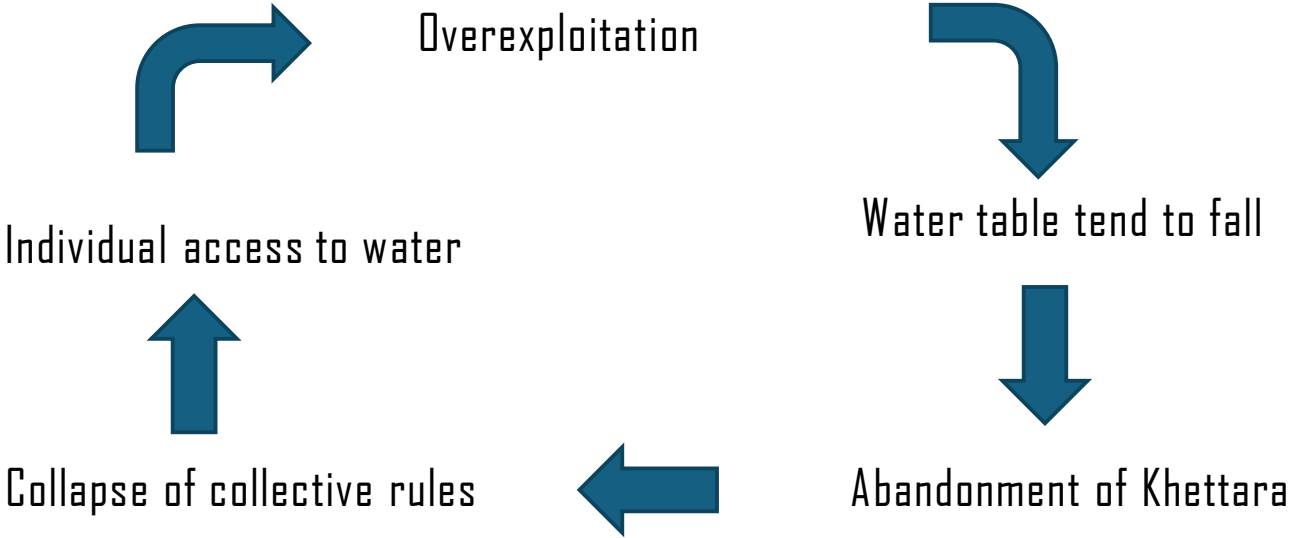 Overexploitation
Water table tend to fall
Individual access to water
Collapse of collective rules
Abandonment of Khettara